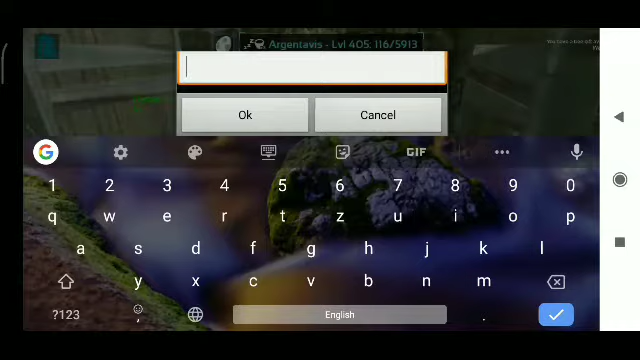 Argentavis - Lvl 405: 116/5913
Ok
Cancel
G
GIF
1 2 3 4 5 6 7 8 9 0
q w e r t z u i o p
a s d f g h j k l
y x c v b n m
?123
,
English
.